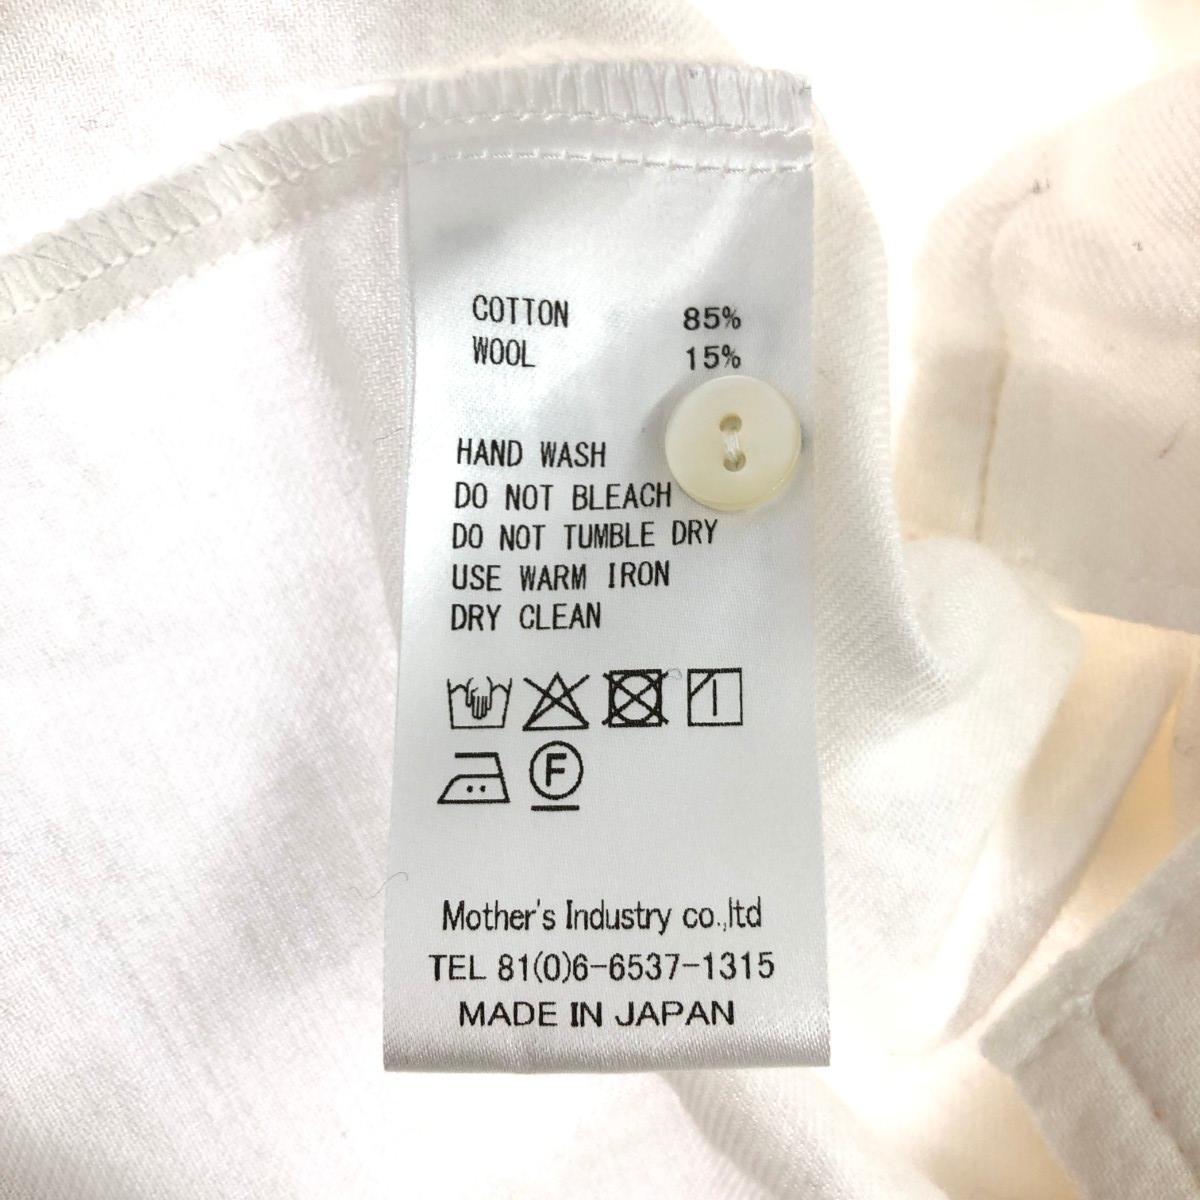 COTTON 85%
WOOL 15%
HAND WASH
DO NOT BLEACH
DO NOT TUMBLE DRY
USE WARM IRON
DRY CLEAN
F
Mother's Industry co.,ltd
TEL 81(0)6-6537-1315
MADE IN JAPAN